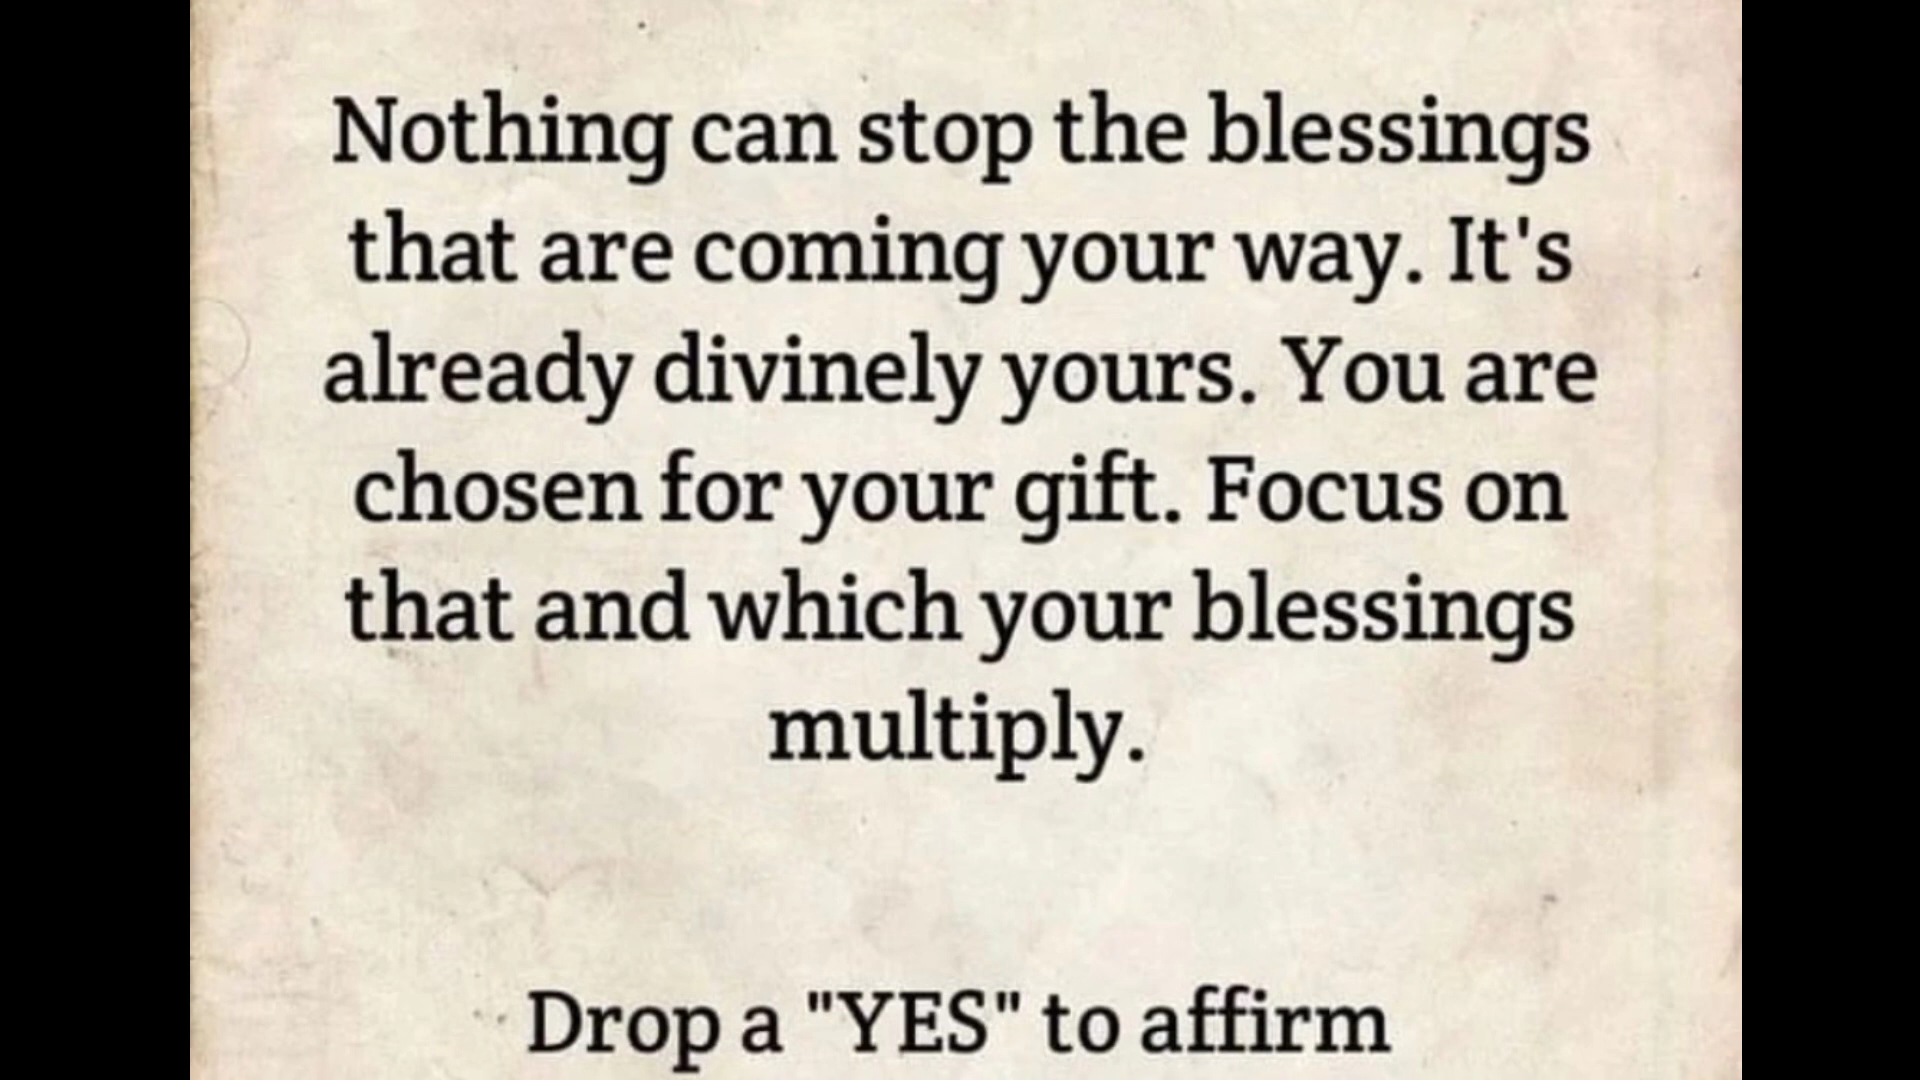 Nothing can stop the blessings
that are coming your way. It's
already divinely yours. You are
chosen for your gift. Focus on
that and which your blessings
multiply.
Drop a "YES" to affirm